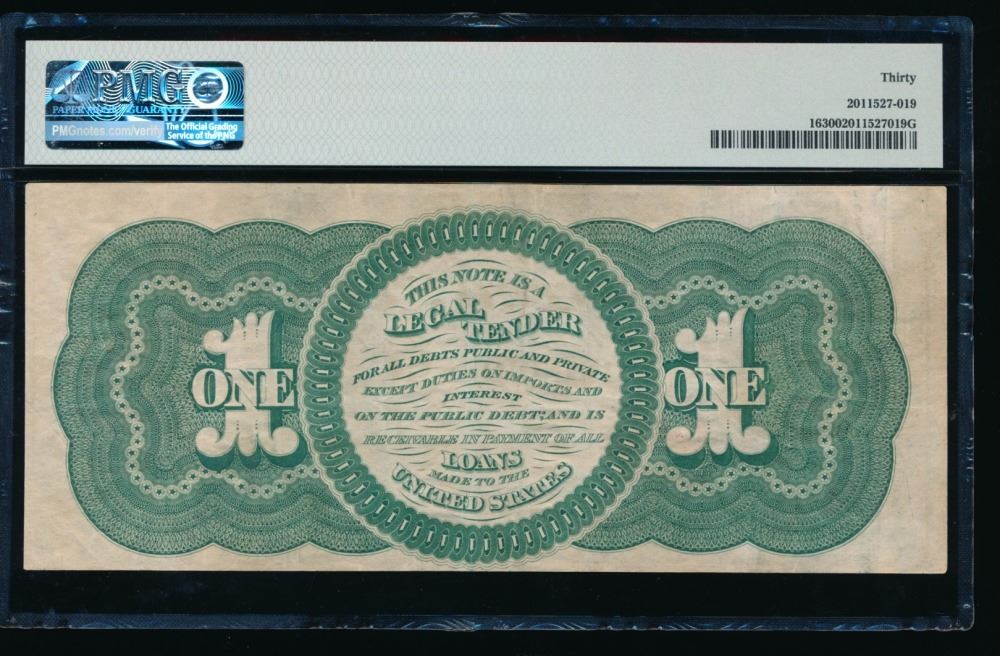 PMG
PAPER MONEY GUARANTY
PMGnotes.com/verify
The Official Grading
Service of the PNG
Thirty
2011527-019
163002011527019G
THIS NOTE IS A
LEGAL
TENDER
FOR ALL DEBTS PUBLIC AND PRIVATE
EXCEPT DUTIES ON IMPORTS AND
INTEREST
ON THE PUBLIC DEBT; AND IS
RECEIVABLE IN PAYMENT OF ALL
LOANS
MADE TO THE
UNITED STATES
1
ONE
1
ONE